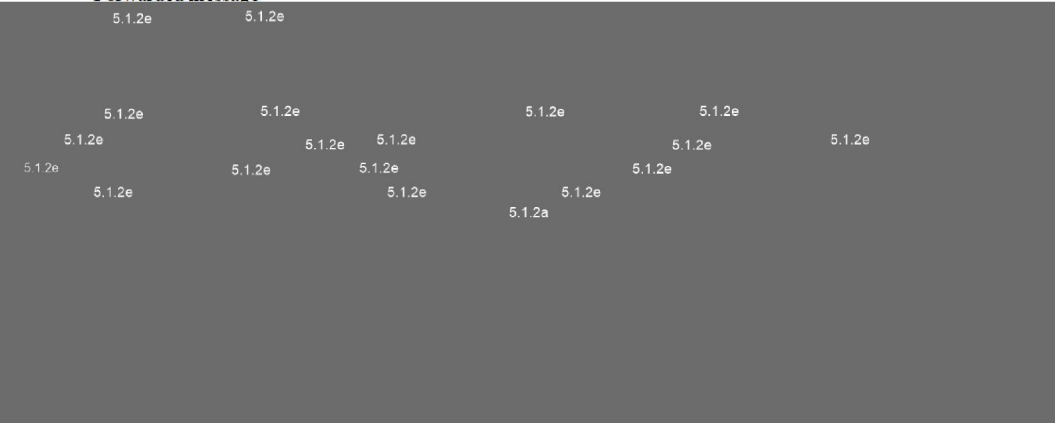 Forwarded message
5.1.2e 5.1.2e
5.1.2e 5.1.2e 5.1.2e 5.1.2e
5.1.2e 5.1.2e 5.1.2e 5.1.2e 5.1.2e
5.1.2e 5.1.2e 5.1.2e 5.1.2e
5.1.2e 5.1.2e 5.1.2e
5.1.2a